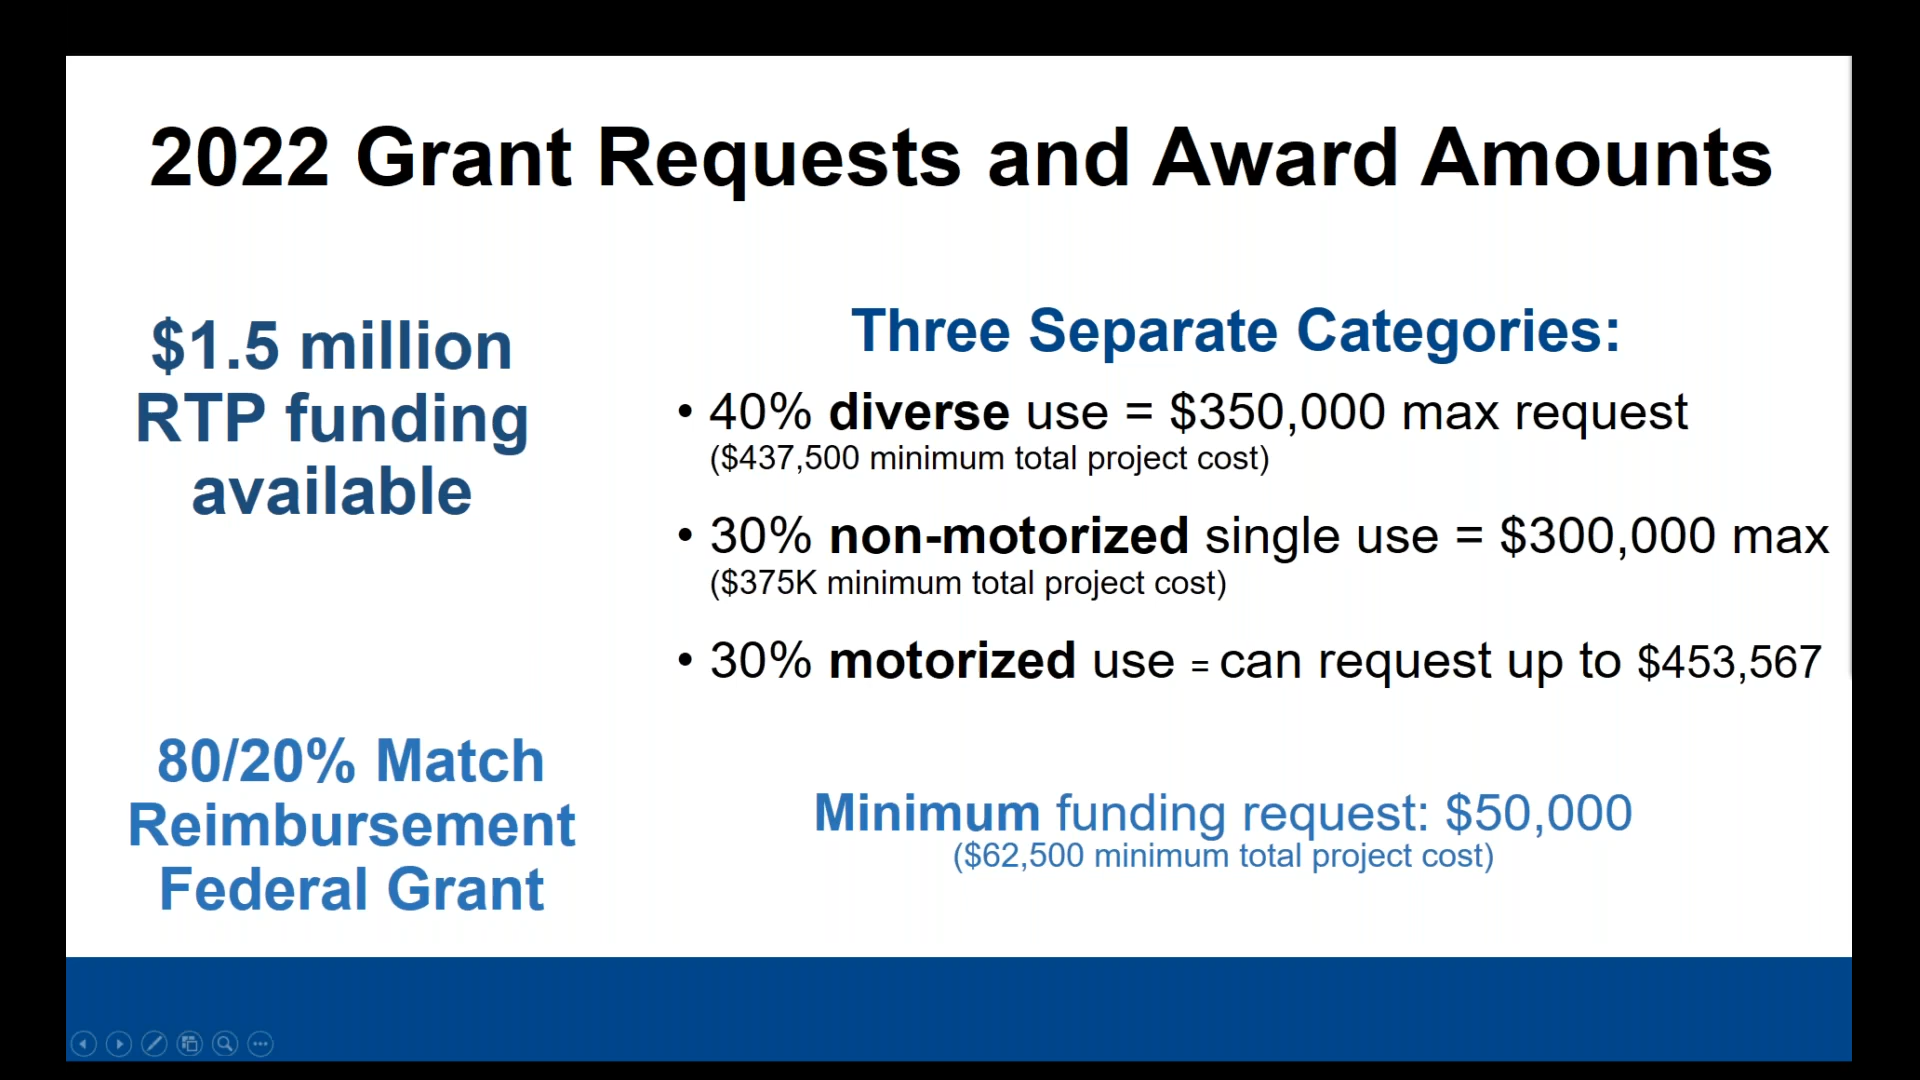 2022 Grant Requests and Award Amounts
$1.5 million
RTP funding
available
80/20% Match
Reimbursement
Federal Grant
Three Separate Categories:
• 40% diverse use = $350,000 max request
($437,500 minimum total project cost)
• 30% non-motorized single use = $300,000 max
($375K minimum total project cost)
• 30% motorized use = can request up to $453,567
Minimum funding request: $50,000
($62,500 minimum total project cost)